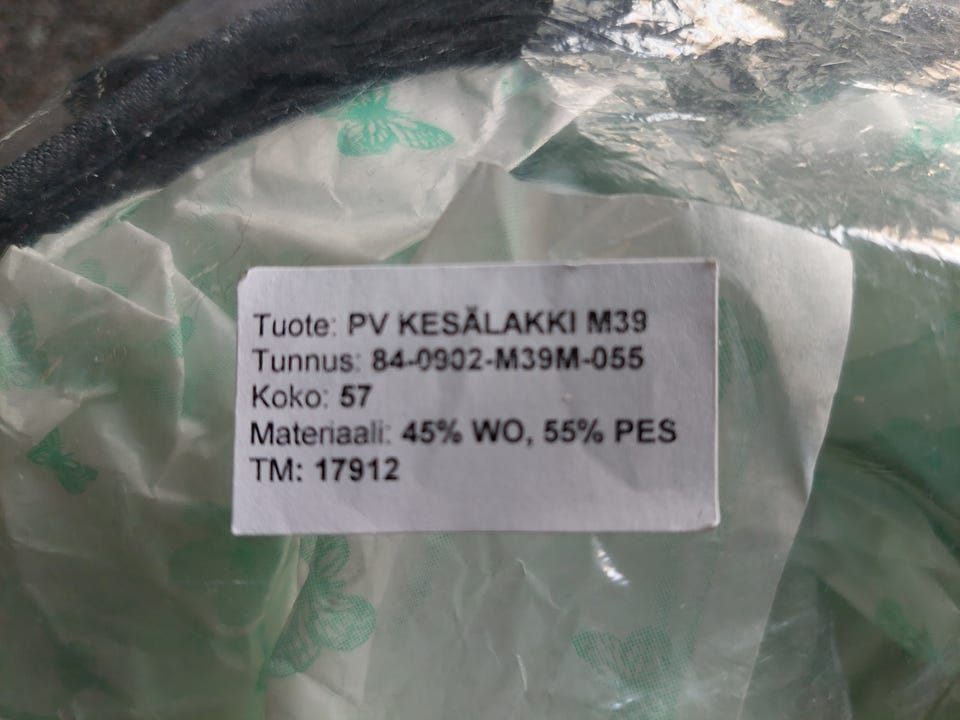 Tuote: PV KESÄLAKKI M39
Tunnus: 84-0902-M39M-055
Koko: 57
Materiaali: 45% WO, 55% PES
TM: 17912